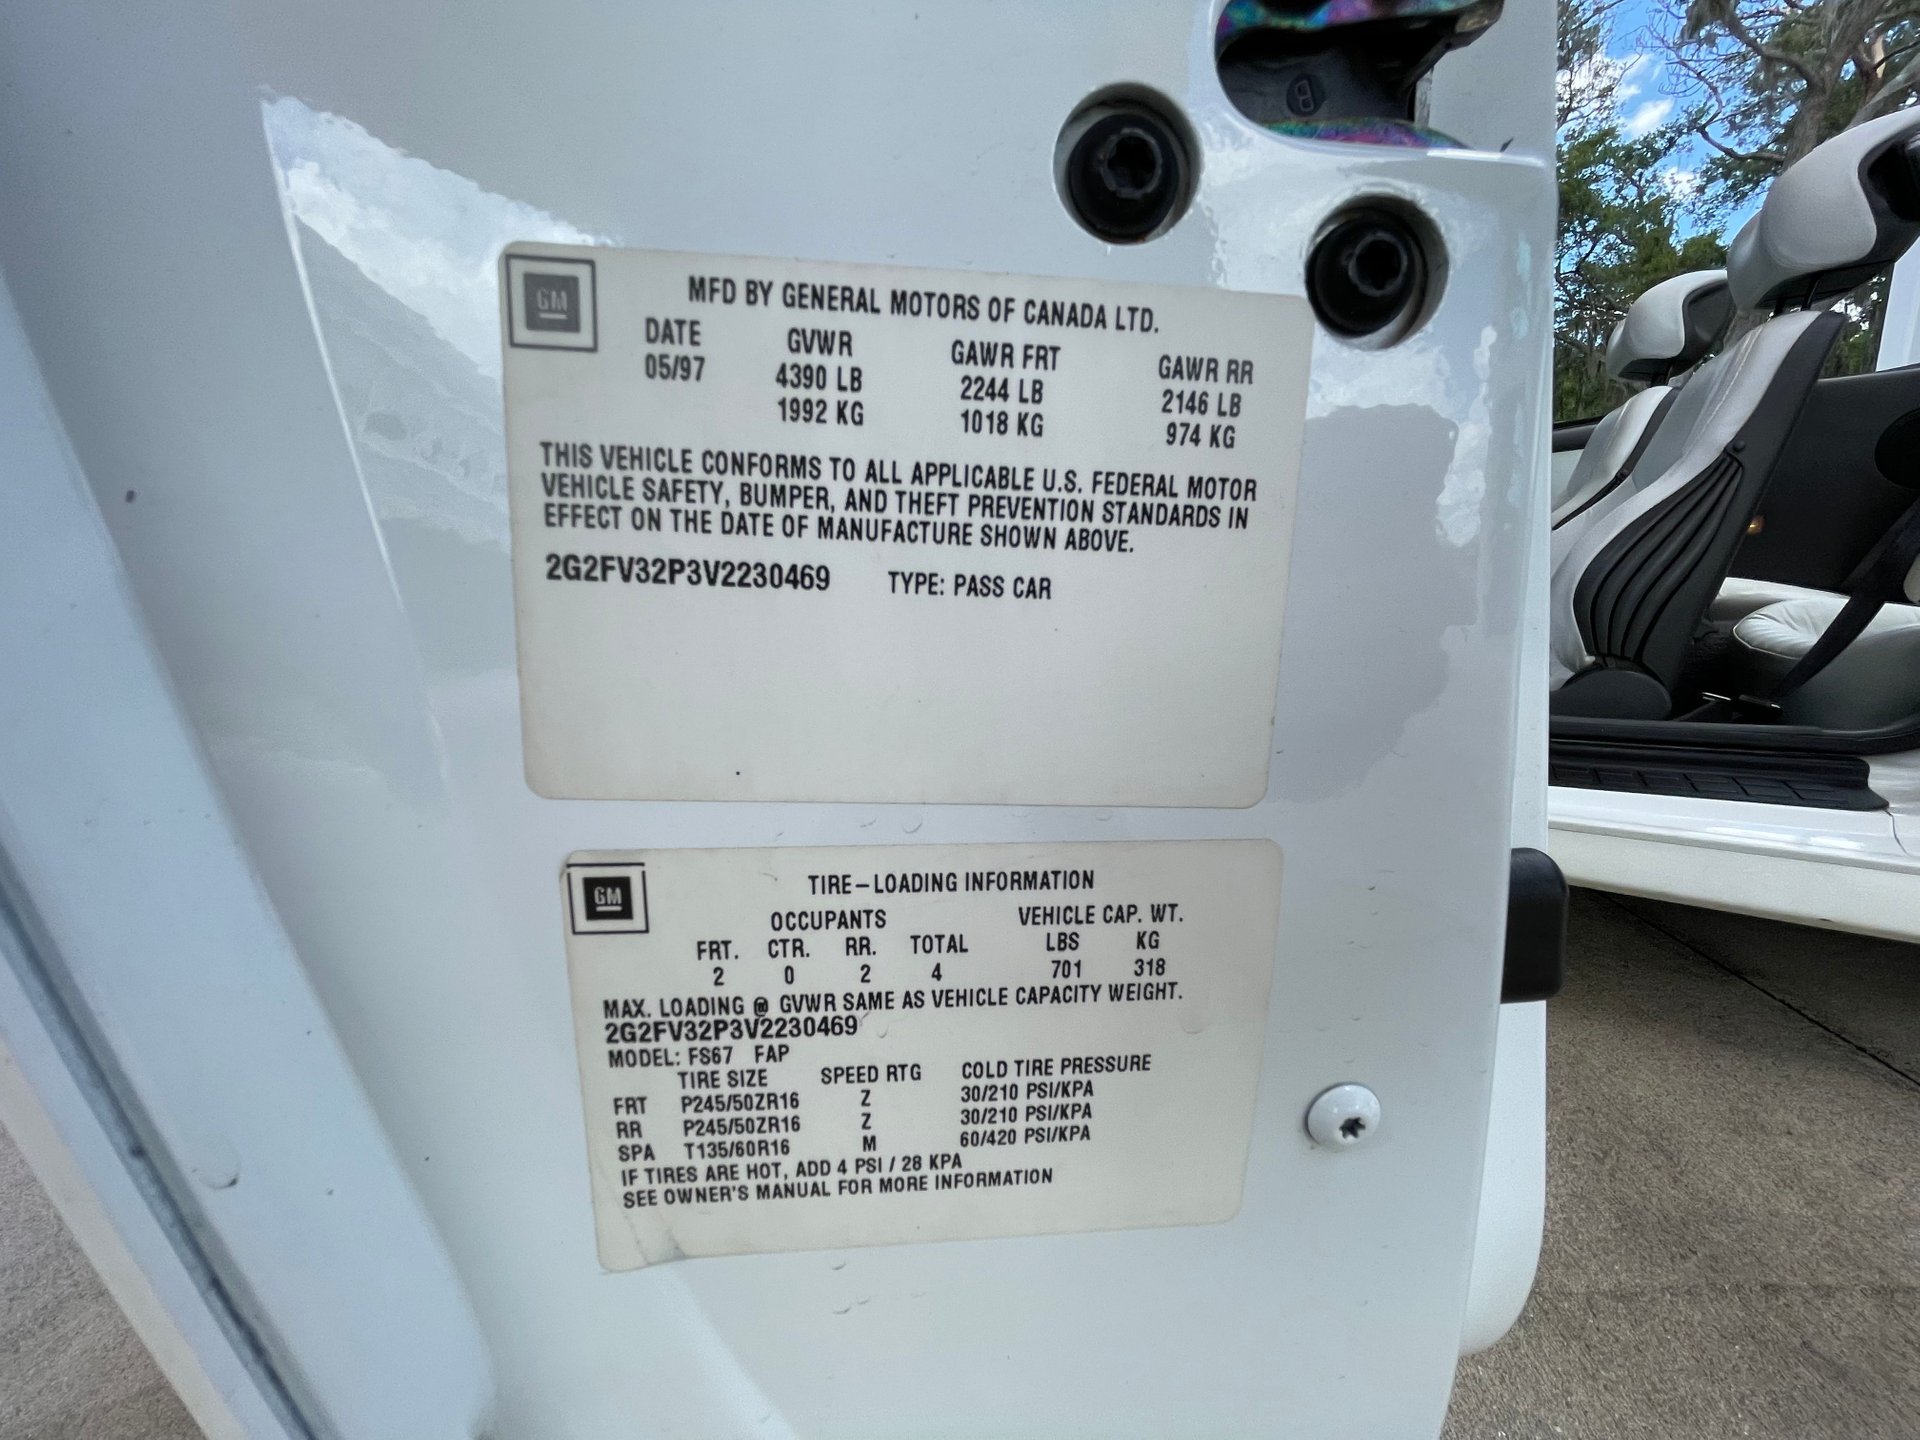 GM
MFD BY GENERAL MOTORS OF CANADA LTD.
DATE GVWR GAWR FRT GAWR RR
05/97 4390 LB 2244 LB 2146 LB
1992 KG 1018 KG 974 KG
THIS VEHICLE CONFORMS TO ALL APPLICABLE U.S. FEDERAL MOTOR
VEHICLE SAFETY, BUMPER, AND THEFT PREVENTION STANDARDS IN
EFFECT ON THE DATE OF MANUFACTURE SHOWN ABOVE.
2G2FV32P3V2230469 TYPE: PASS CAR
GM
TIRE-LOADING INFORMATION
OCCUPANTS VEHICLE CAP. WT.
FRT. CTR. RR. TOTAL LBS KG
2 0 2 4 701 318
MAX. LOADING @ GVWR SAME AS VEHICLE CAPACITY WEIGHT.
2G2FV32P3V2230469
MODEL: FS67 FAP
TIRE SIZE SPEED RTG COLD TIRE PRESSURE
FRT P245/50ZR16 Z 30/210 PSI/KPA
RR P245/50ZR16 Z 30/210 PSI/KPA
SPA T135/60R16 M 60/420 PSI/KPA
IF TIRES ARE HOT, ADD 4 PSI / 28 KPA
SEE OWNER'S MANUAL FOR MORE INFORMATION